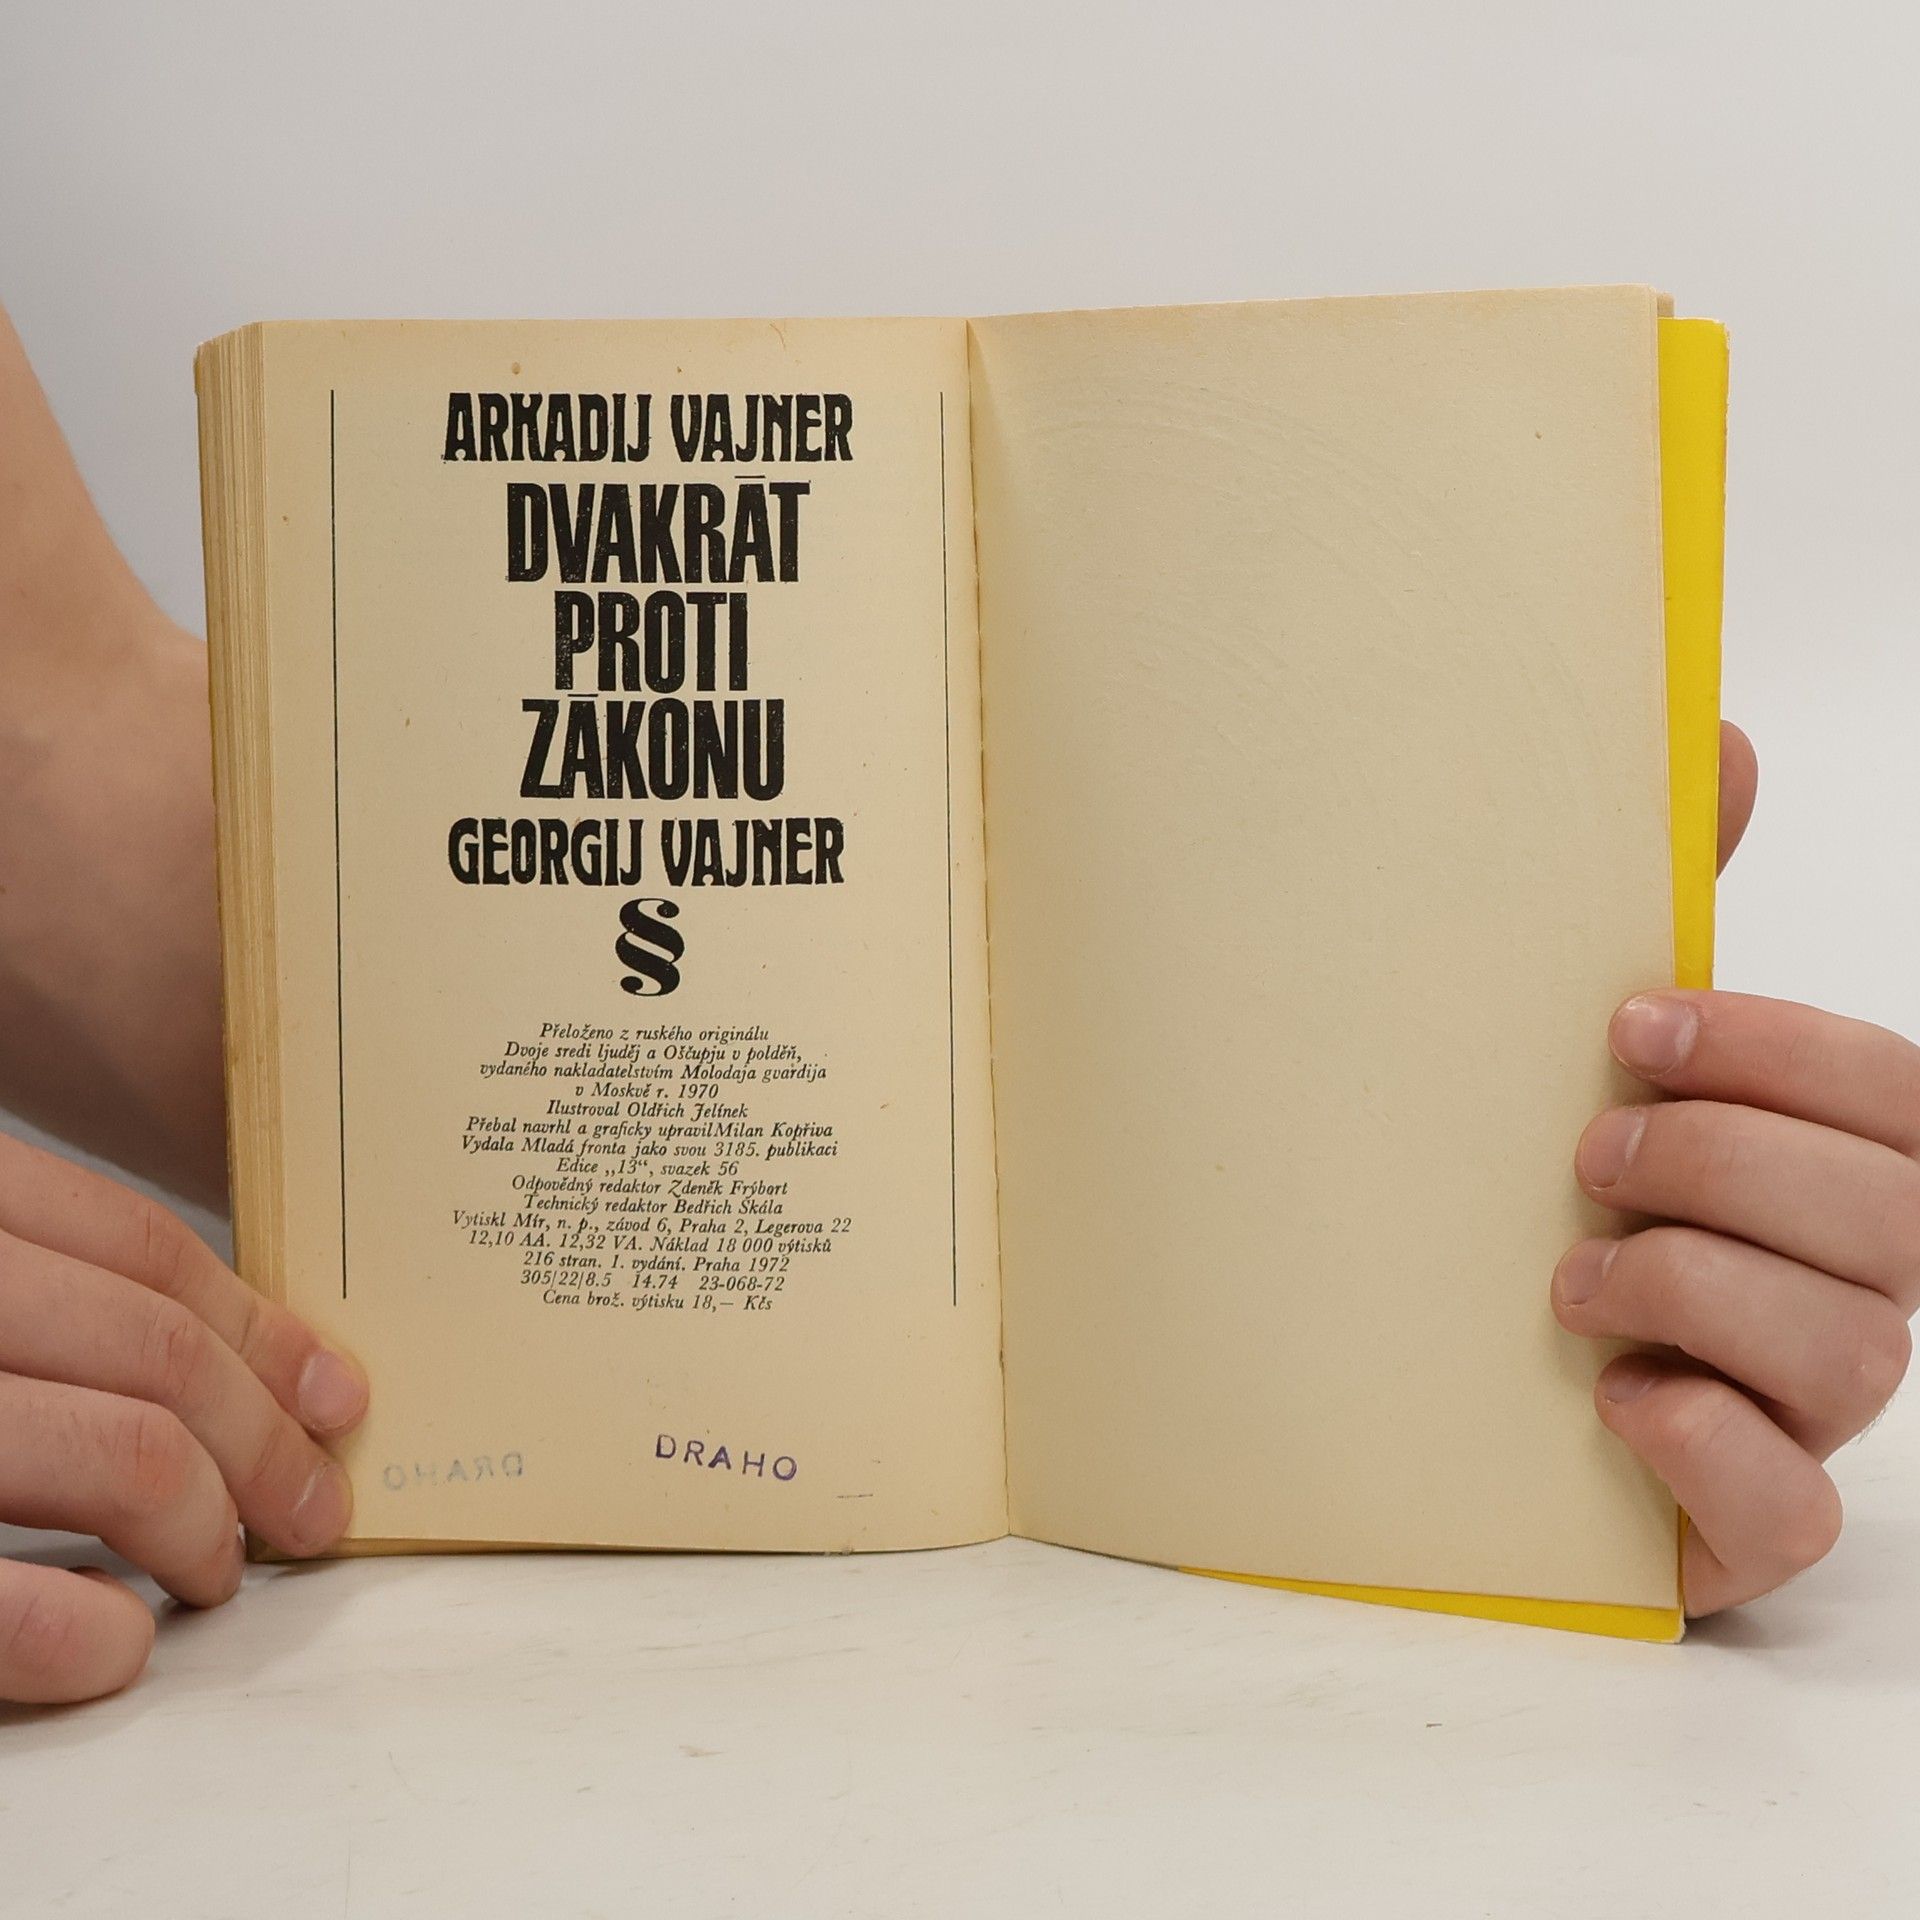 ARKADIJ VAJNER
DVAKRÁT
PROTI
ZÁKONU
GEORGIJ VAJNER
§
Přeloženo z ruského originálu
Dvoje sredi ljuděj a Oščupju v polděň,
vydaného nakladatelstvím Molodaja gvardija
v Moskvě r. 1970
Ilustroval Oldřich Jelínek
Přebal navrhl a graficky upravil Milan Kopřiva
Vydala Mladá fronta jako svou 3185. publikaci
Edice „13“, svazek 56
Odpovědný redaktor Zdeněk Frýbort
Technický redaktor Bedřich Skála
Vytiskl Mír, n. p., závod 6, Praha 2, Legerova 22
12,10 AA. 12,32 VA. Náklad 18 000 výtisků
216 stran. 1. vydání. Praha 1972
305/22/8.5 14.74 23-068-72
Cena brož. výtisku 18,— Kčs
DRAHO
DRAHO